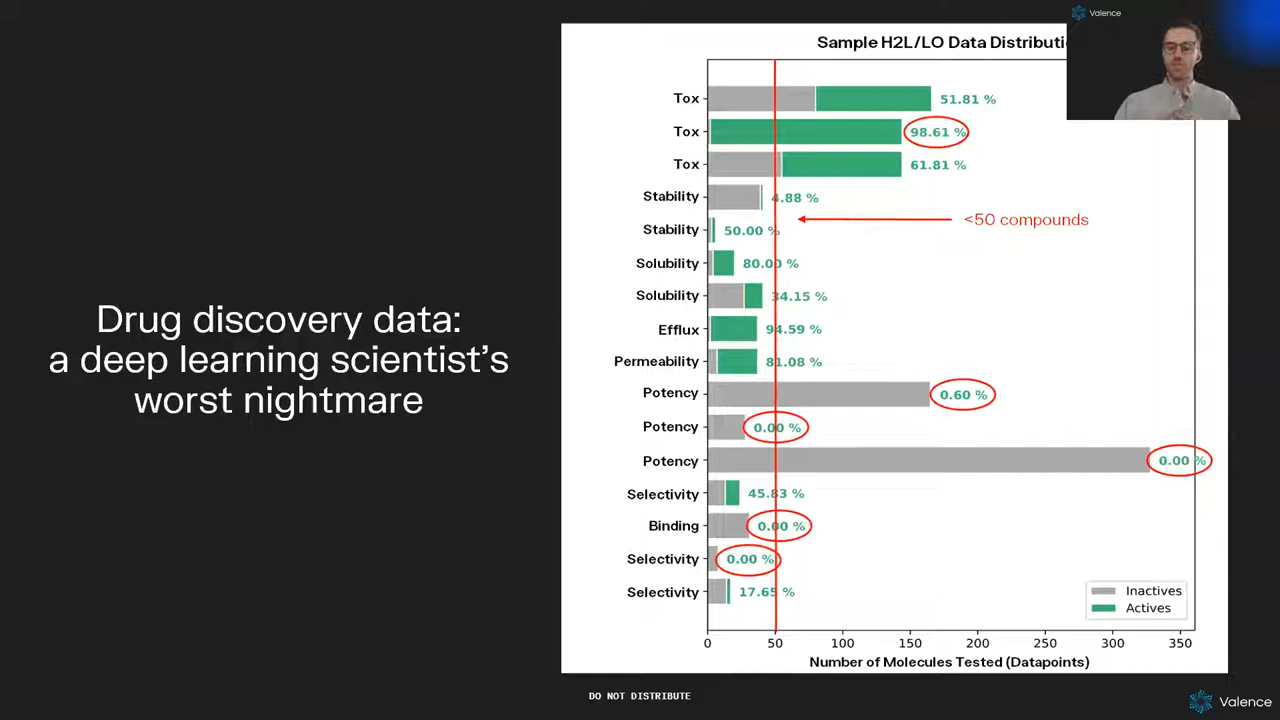 Valence
Drug discovery data:
a deep learning scientist's
worst nightmare
Sample H2L/LO Data
Tox
51.81 %
Tox
98.61 %
Tox
61.81 %
Stability
4.88 %
Stability
50.00 %
<50 compounds
Solubility
80.00 %
Solubility
34.15 %
Efflux
94.59 %
Permeability
81.08 %
Potency
0.60 %
Potency
0.00 %
Potency
0.00 %
Selectivity
45.83 %
Binding
0.00 %
Selectivity
0.00 %
Selectivity
17.65 %
Inactives
Actives
0 50 100 150 200 250 300 350
Number of Molecules Tested (Datapoints)
DO NOT DISTRIBUTE
Valence